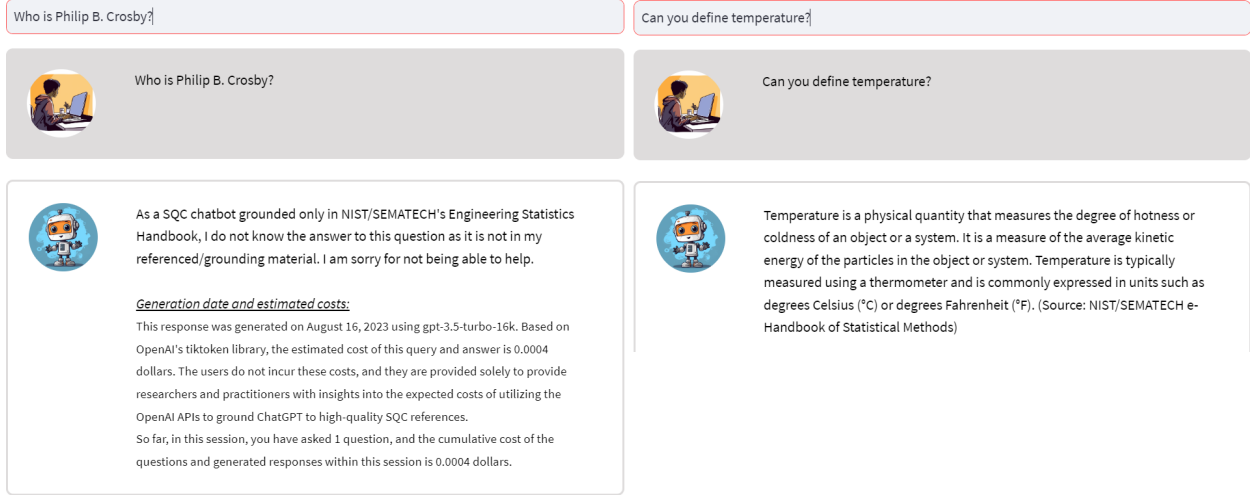 Who is Philip B. Crosby?
Who is Philip B. Crosby?
As a SQC chatbot grounded only in NIST/SEMATECH's Engineering Statistics
Handbook, I do not know the answer to this question as it is not in my
referenced/grounding material. I am sorry for not being able to help.
Generation date and estimated costs:
This response was generated on August 16, 2023 using gpt-3.5-turbo-16k. Based on
OpenAI's tiktoken library, the estimated cost of this query and answer is 0.0004
dollars. The users do not incur these costs, and they are provided solely to provide
researchers and practitioners with insights into the expected costs of utilizing the
OpenAI APIs to ground ChatGPT to high-quality SQC references.
So far, in this session, you have asked 1 question, and the cumulative cost of the
questions and generated responses within this session is 0.0004 dollars.
Can you define temperature?
Can you define temperature?
Temperature is a physical quantity that measures the degree of hotness or
coldness of an object or a system. It is a measure of the average kinetic
energy of the particles in the object or system. Temperature is typically
measured using a thermometer and is commonly expressed in units such as
degrees Celsius (°C) or degrees Fahrenheit (°F). (Source: NIST/SEMATECH e-
Handbook of Statistical Methods)